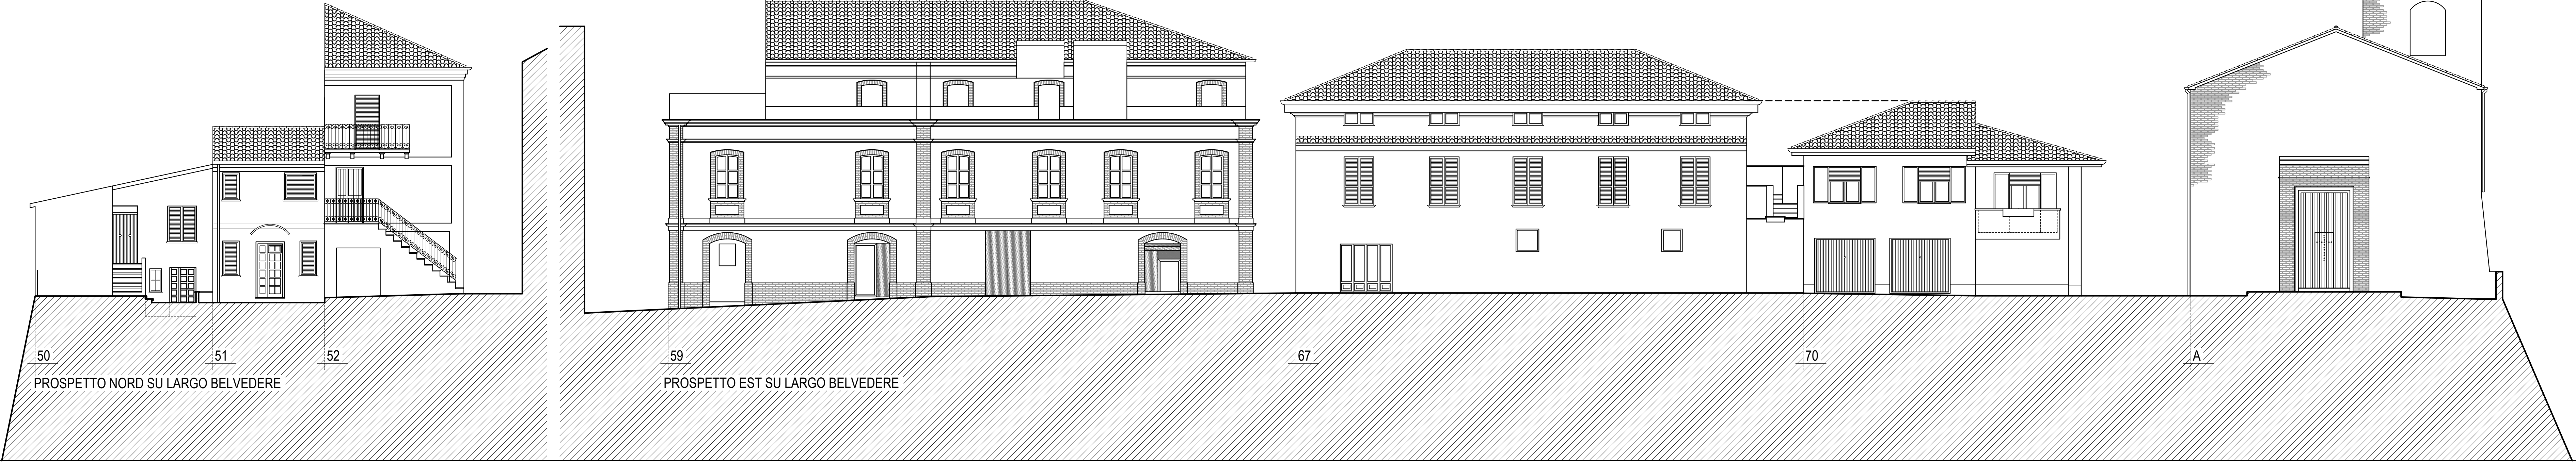 50 51 52 59 67 70 A
PROSPETTO NORD SU LARGO BELVEDERE
PROSPETTO EST SU LARGO BELVEDERE